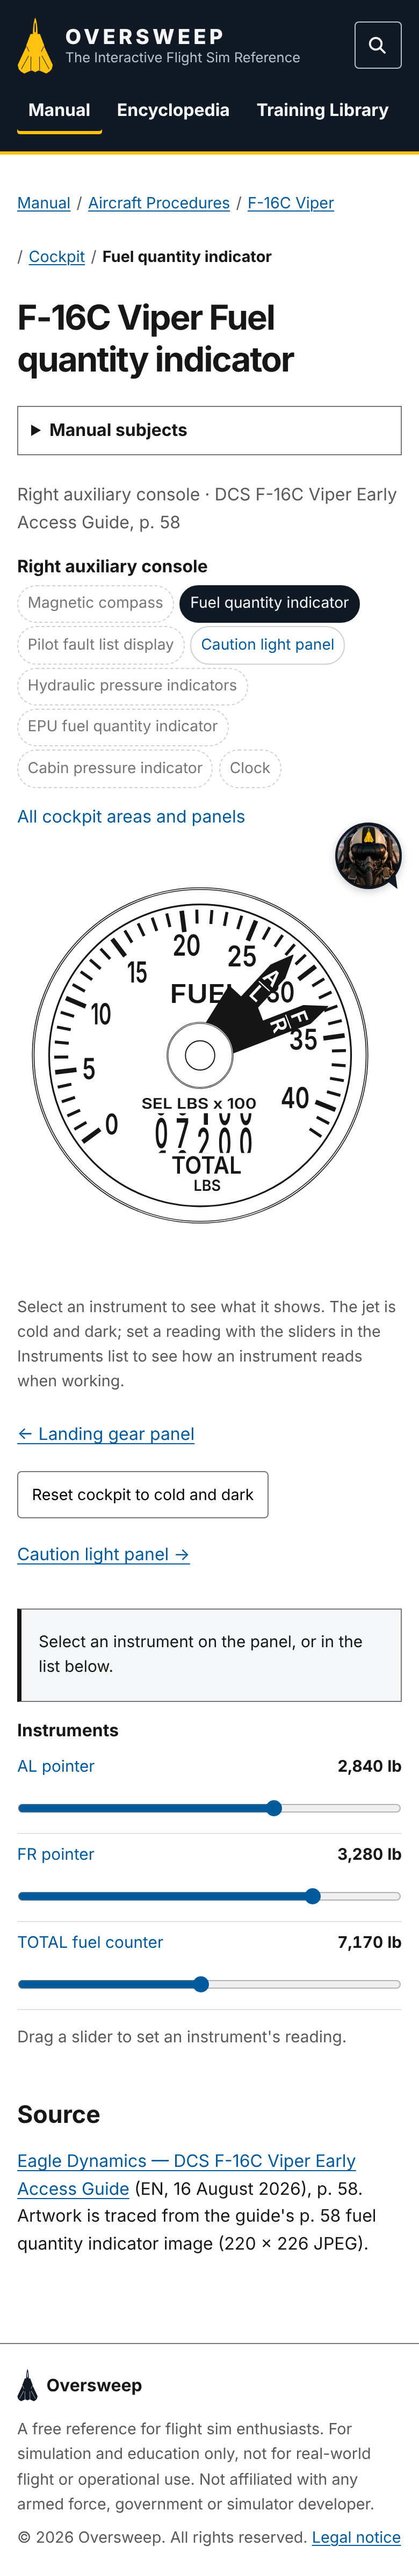 OVERSWEEP
The Interactive Flight Sim Reference
Manual Encyclopedia Training Library
Manual / Aircraft Procedures / F-16C Viper
/ Cockpit / Fuel quantity indicator
F-16C Viper Fuel
quantity indicator
Manual subjects
Right auxiliary console · DCS F-16C Viper Early
Access Guide, p. 58
Right auxiliary console
Magnetic compass Fuel quantity indicator
Pilot fault list display Caution light panel
Hydraulic pressure indicators
EPU fuel quantity indicator
Cabin pressure indicator Clock
All cockpit areas and panels
20
25
15
FUEL
AL
30
10
FR
35
5
SEL LBS x 100
40
0
07200
TOTAL
LBS
Select an instrument to see what it shows. The jet is
cold and dark; set a reading with the sliders in the
Instruments list to see how an instrument reads
when working.
← Landing gear panel
Reset cockpit to cold and dark
Caution light panel →
Select an instrument on the panel, or in the
list below.
Instruments
AL pointer 2,840 lb
FR pointer 3,280 lb
TOTAL fuel counter 7,170 lb
Drag a slider to set an instrument's reading.
Source
Eagle Dynamics — DCS F-16C Viper Early
Access Guide (EN, 16 August 2026), p. 58.
Artwork is traced from the guide's p. 58 fuel
quantity indicator image (220 × 226 JPEG).
Oversweep
A free reference for flight sim enthusiasts. For
simulation and education only, not for real-world
flight or operational use. Not affiliated with any
armed force, government or simulator developer.
© 2026 Oversweep. All rights reserved. Legal notice